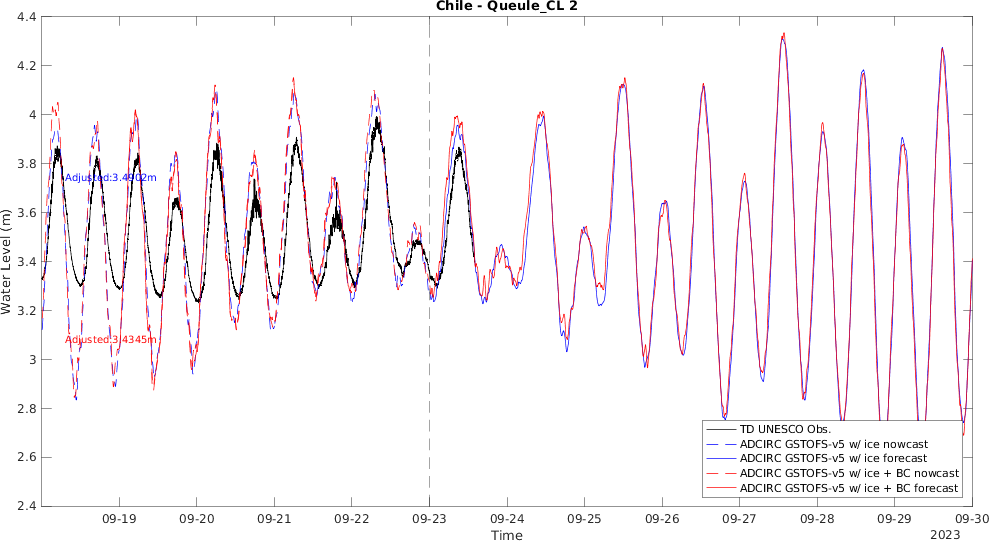 Chile - Queule_CL 2
4.4
4.2
4
3.8
3.6
3.4
3.2
3
2.8
2.6
2.4
Water Level (m)
Adjusted:3.4902m
Adjusted:3.4345m
TD UNESCO Obs.
ADCIRC GSTOFS-v5 w/ ice nowcast
ADCIRC GSTOFS-v5 w/ ice forecast
ADCIRC GSTOFS-v5 w/ ice + BC nowcast
ADCIRC GSTOFS-v5 w/ ice + BC forecast
09-19 09-20 09-21 09-22 09-23 09-24 09-25 09-26 09-27 09-28 09-29 09-30
Time
2023